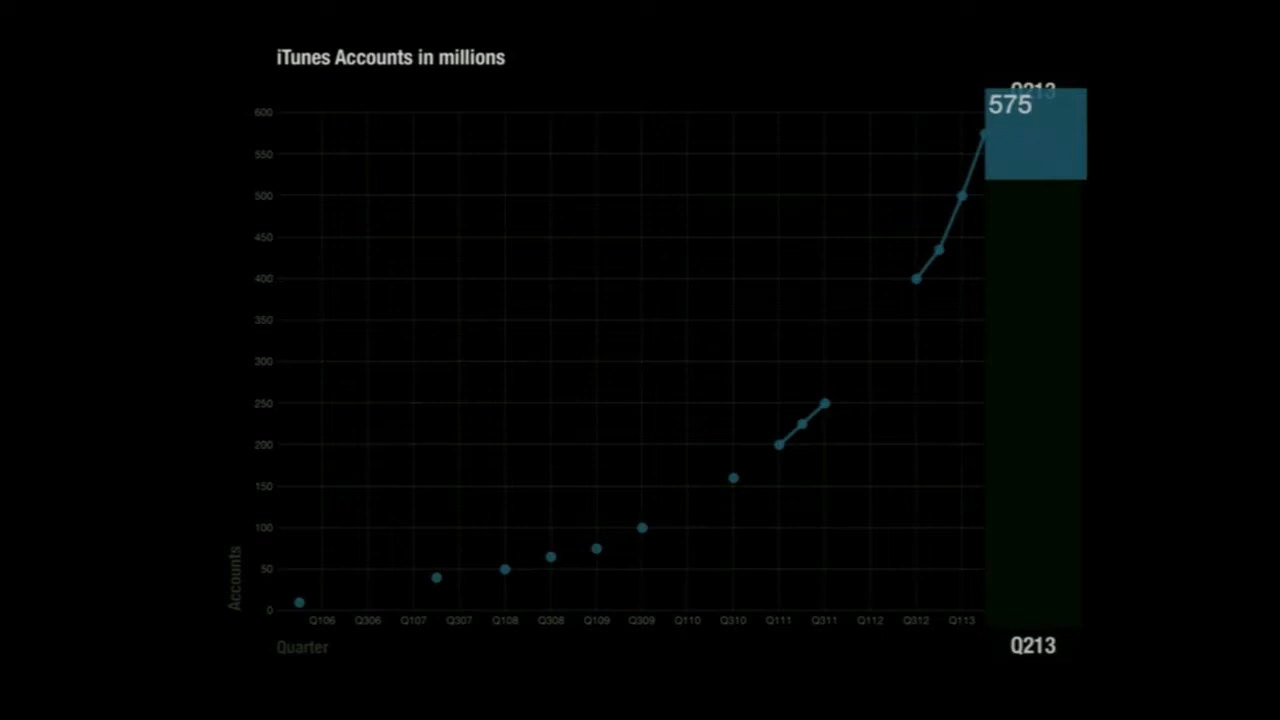 iTunes Accounts in millions
Q213
575
600
550
500
450
400
350
300
250
200
150
100
50
0
Accounts
Q106 Q306 Q107 Q307 Q108 Q308 Q109 Q309 Q110 Q310 Q111 Q311 Q112 Q312 Q113
Quarter
Q213